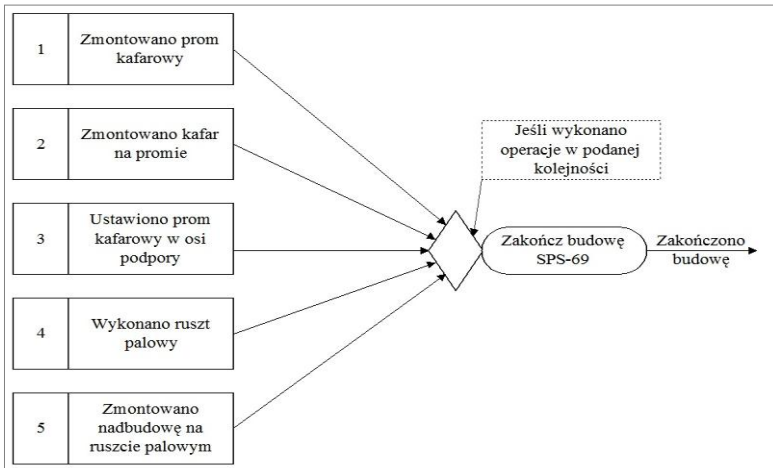 1
Zmontowano prom
kafarowy
2
Zmontowano kafar
na promie
3
Ustawiono prom
kafarowy w osi
podpory
4
Wykonano ruszt
palowy
5
Zmontowano
nadbudowę na
ruszcie palowym
Jeśli wykonano
operacje w podanej
kolejności
Zakończ budowę
SPS-69
Zakończono
budowę